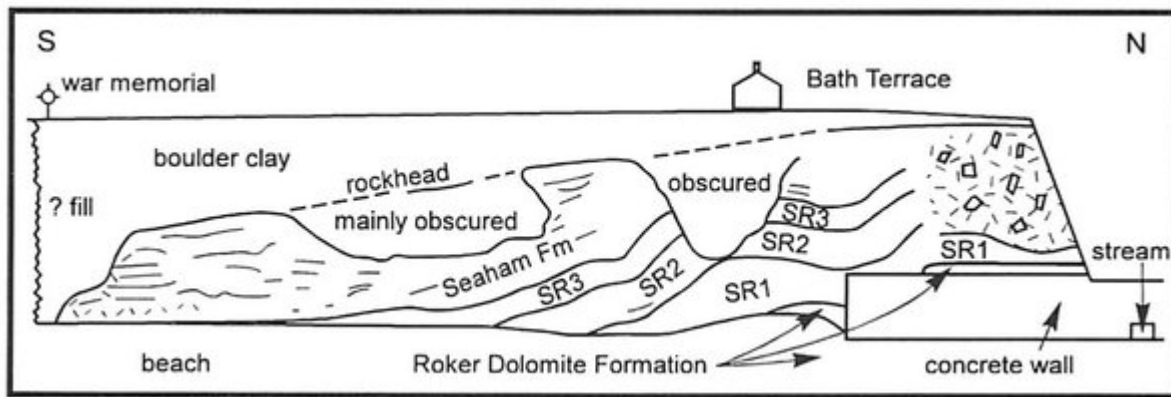 S
N
war memorial
Bath Terrace
boulder clay
rockhead
obscured
? fill
mainly obscured
SR3
SR2
Seaham Fm
SR3
SR2
SR1
SR1
stream
beach
Roker Dolomite Formation
concrete wall